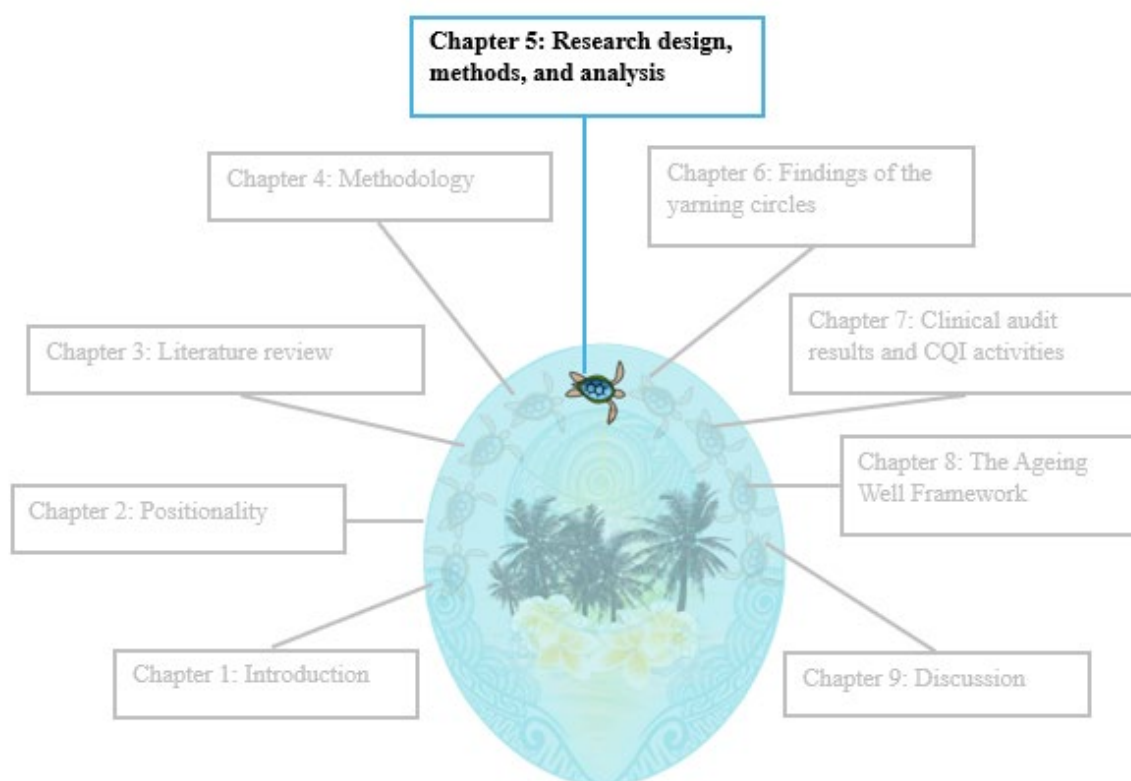 Chapter 5: Research design,
methods, and analysis
Chapter 4: Methodology
Chapter 6: Findings of the
yarning circles
Chapter 3: Literature review
Chapter 7: Clinical audit
results and CQI activities
Chapter 2: Positionality
Chapter 8: The Ageing
Well Framework
Chapter 1: Introduction
Chapter 9: Discussion